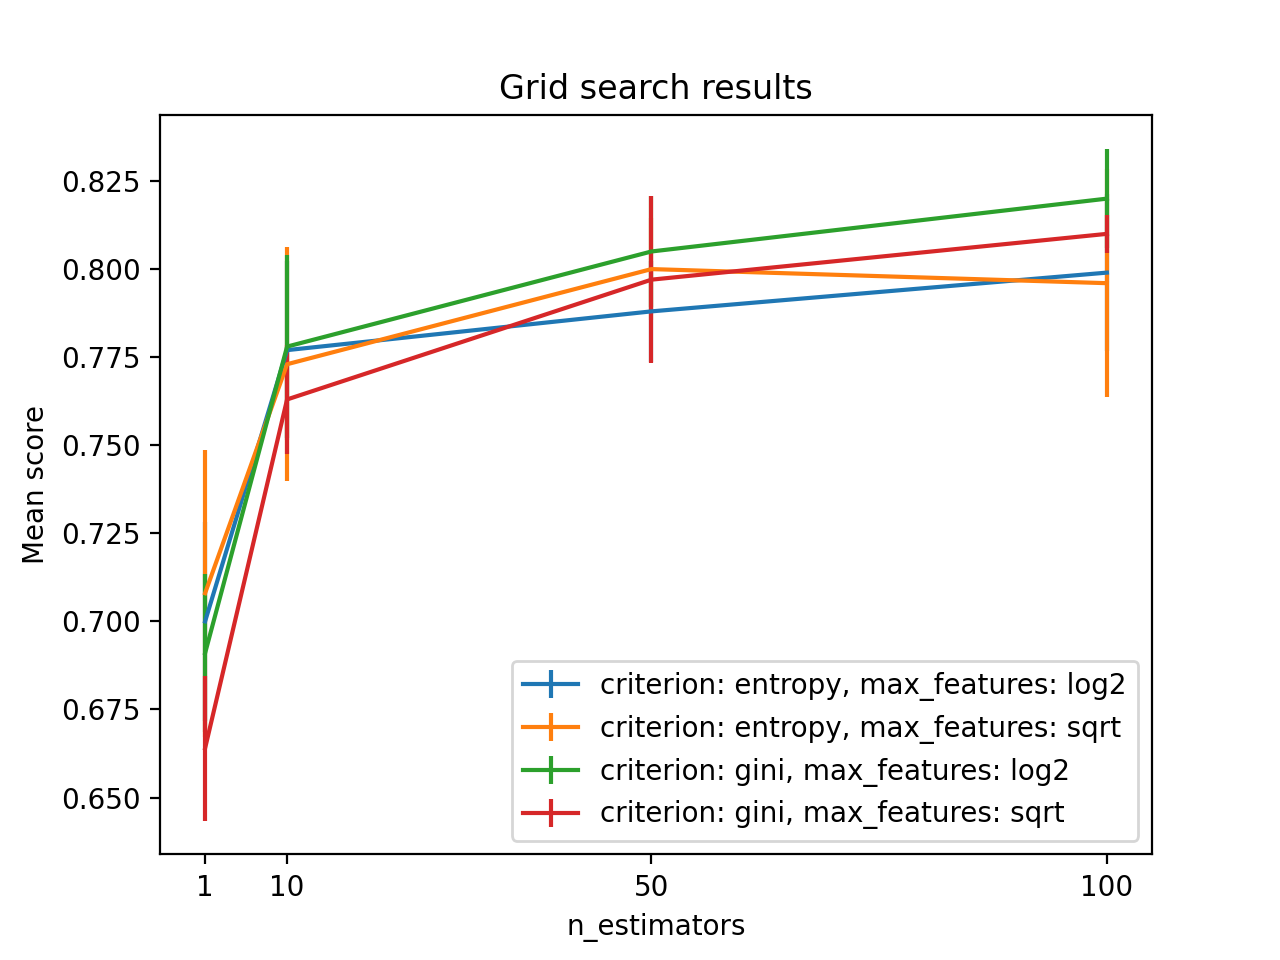 Grid search results
0.825
0.800
0.775
0.750
0.725
0.700
0.675
0.650
Mean score
criterion: entropy, max_features: log2
criterion: entropy, max_features: sqrt
criterion: gini, max_features: log2
criterion: gini, max_features: sqrt
1 10 50 100
n_estimators